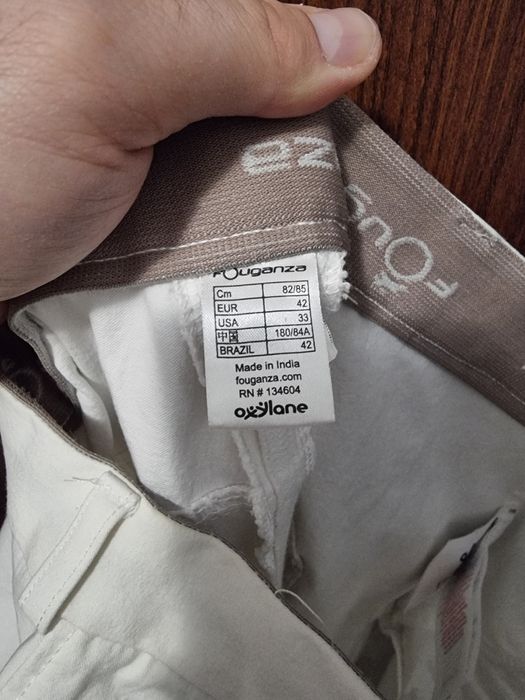 FOUGANZA
Cm 82/85
EUR 42
USA 33
中国 180/84A
BRAZIL 42
Made in India
fouganza.com
RN # 134604
oxylane